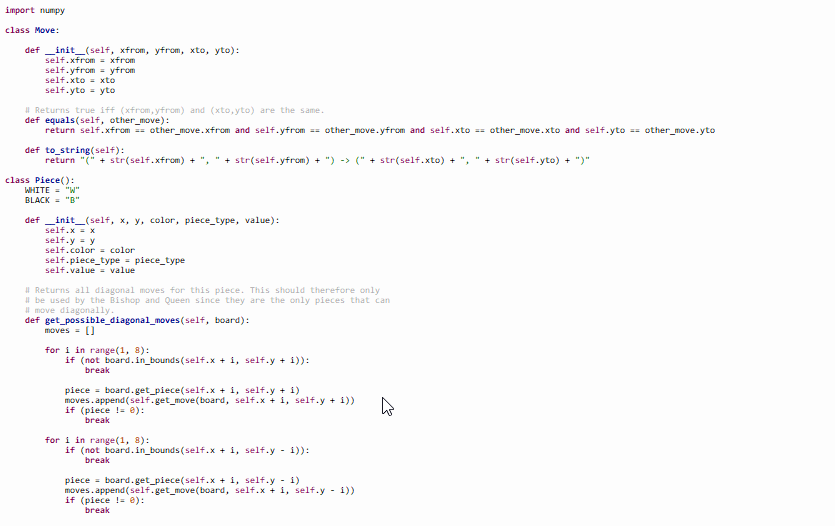 import numpy
class Move:
    def __init__(self, xfrom, yfrom, xto, yto):
        self.xfrom = xfrom
        self.yfrom = yfrom
        self.xto = xto
        self.yto = yto
    # Returns true iff (xfrom,yfrom) and (xto,yto) are the same.
    def equals(self, other_move):
        return self.xfrom == other_move.xfrom and self.yfrom == other_move.yfrom and self.xto == other_move.xto and self.yto == other_move.yto
    def to_string(self):
        return "(" + str(self.xfrom) + ", " + str(self.yfrom) + ") -> (" + str(self.xto) + ", " + str(self.yto) + ")"
class Piece():
    WHITE = "W"
    BLACK = "B"
    def __init__(self, x, y, color, piece_type, value):
        self.x = x
        self.y = y
        self.color = color
        self.piece_type = piece_type
        self.value = value
    # Returns all diagonal moves for this piece. This should therefore only
    # be used by the Bishop and Queen since they are the only pieces that can
    # move diagonally.
    def get_possible_diagonal_moves(self, board):
        moves = []
        for i in range(1, 8):
            if (not board.in_bounds(self.x + i, self.y + i)):
                break
            piece = board.get_piece(self.x + i, self.y + i)
            moves.append(self.get_move(board, self.x + i, self.y + i))
            if (piece != 0):
                break
        for i in range(1, 8):
            if (not board.in_bounds(self.x + i, self.y - i)):
                break
            piece = board.get_piece(self.x + i, self.y - i)
            moves.append(self.get_move(board, self.x + i, self.y - i))
            if (piece != 0):
                break